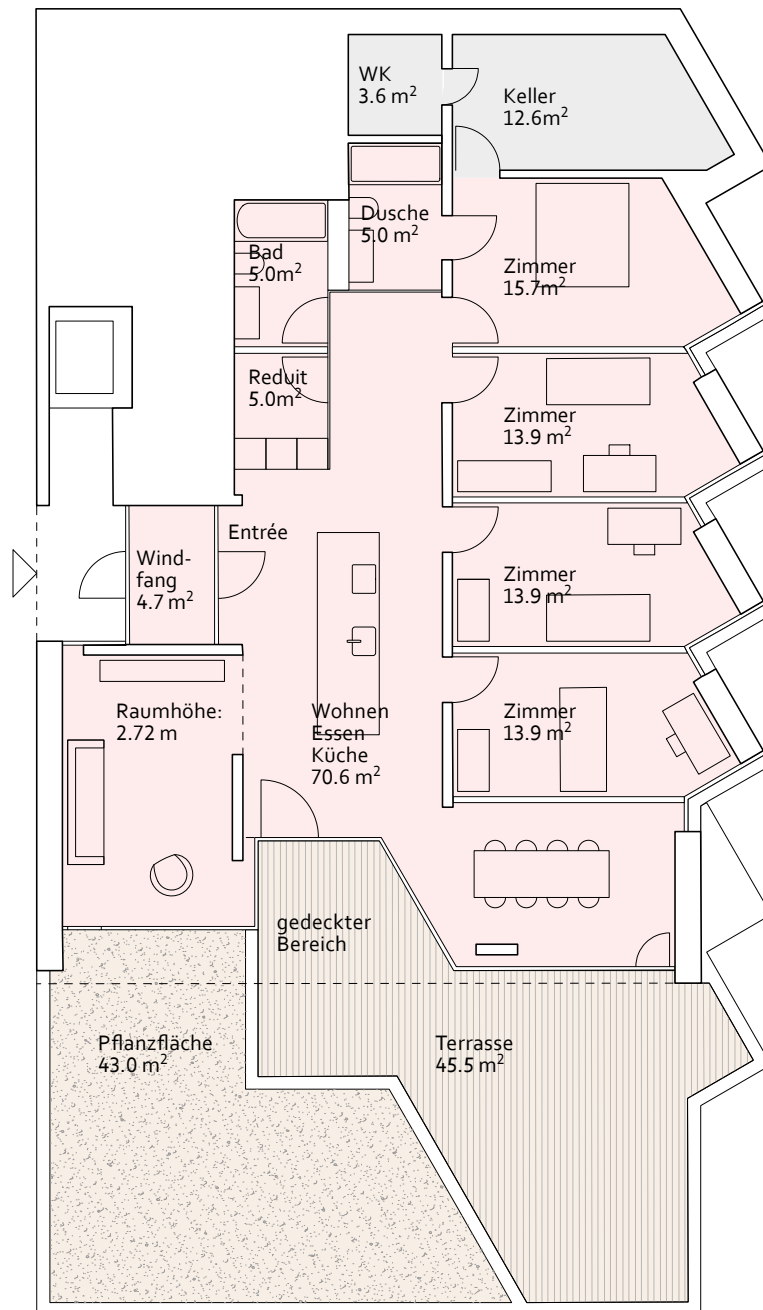 WK
3.6 m²
Keller
12.6m²
Dusche
5.0 m²
Bad
5.0m²
Zimmer
15.7m²
Reduit
5.0m²
Zimmer
13.9 m²
Entrée
Wind-
fang
4.7 m²
Zimmer
13.9 m²
Raumhöhe:
2.72 m
Wohnen
Essen
Küche
70.6 m²
Zimmer
13.9 m²
gedeckter
Bereich
Pflanzfläche
43.0 m²
Terrasse
45.5 m²